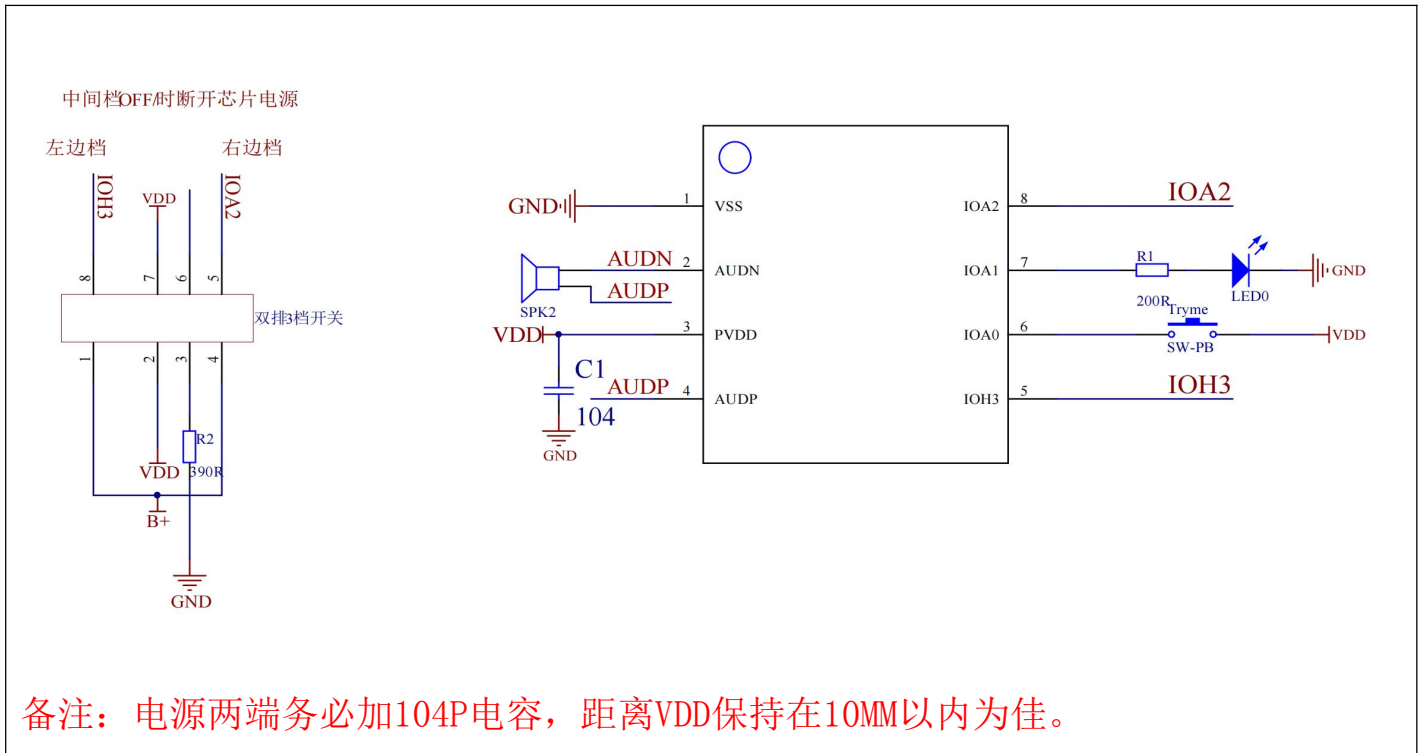 中间档OFF/时断开芯片电源
左边档
右边档
IOH3
VDD
IOA2
8
7
6
5
双排3档开关
1
2
3
4
R2
390R
VDD
B+
GND
GND
1
VSS
AUDN
2
AUDN
AUDP
SPK2
VDD
3
PVDD
C1
104
AUDP
4
AUDP
GND
IOA2
8
IOA2
IOA1
7
R1
200R
LED0
GND
IOA0
6
Tryme
SW-PB
VDD
IOH3
5
IOH3
备注：电源两端务必加104P电容，距离VDD保持在10MM以内为佳。